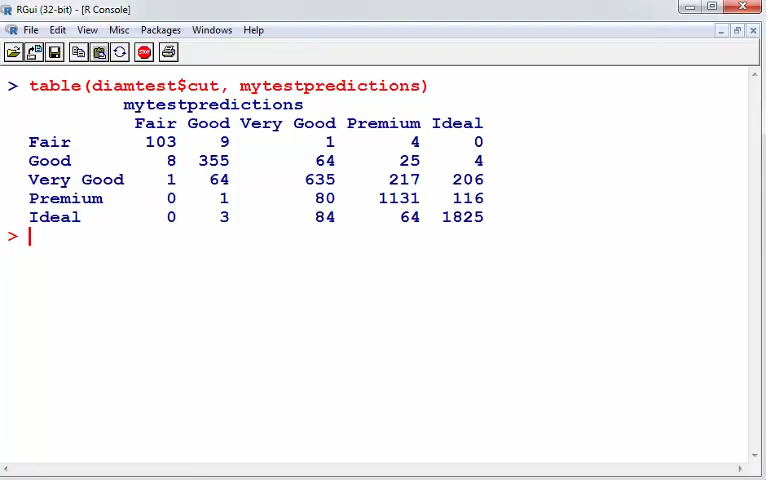 RGui (32-bit) - [R Console]
File Edit View Misc Packages Windows Help
STOP
> table(diamtest$cut, mytestpredictions)
mytestpredictions
Fair Good Very Good Premium Ideal
Fair 103 9 1 4 0
Good 8 355 64 25 4
Very Good 1 64 635 217 206
Premium 0 1 80 1131 116
Ideal 0 3 84 64 1825
>